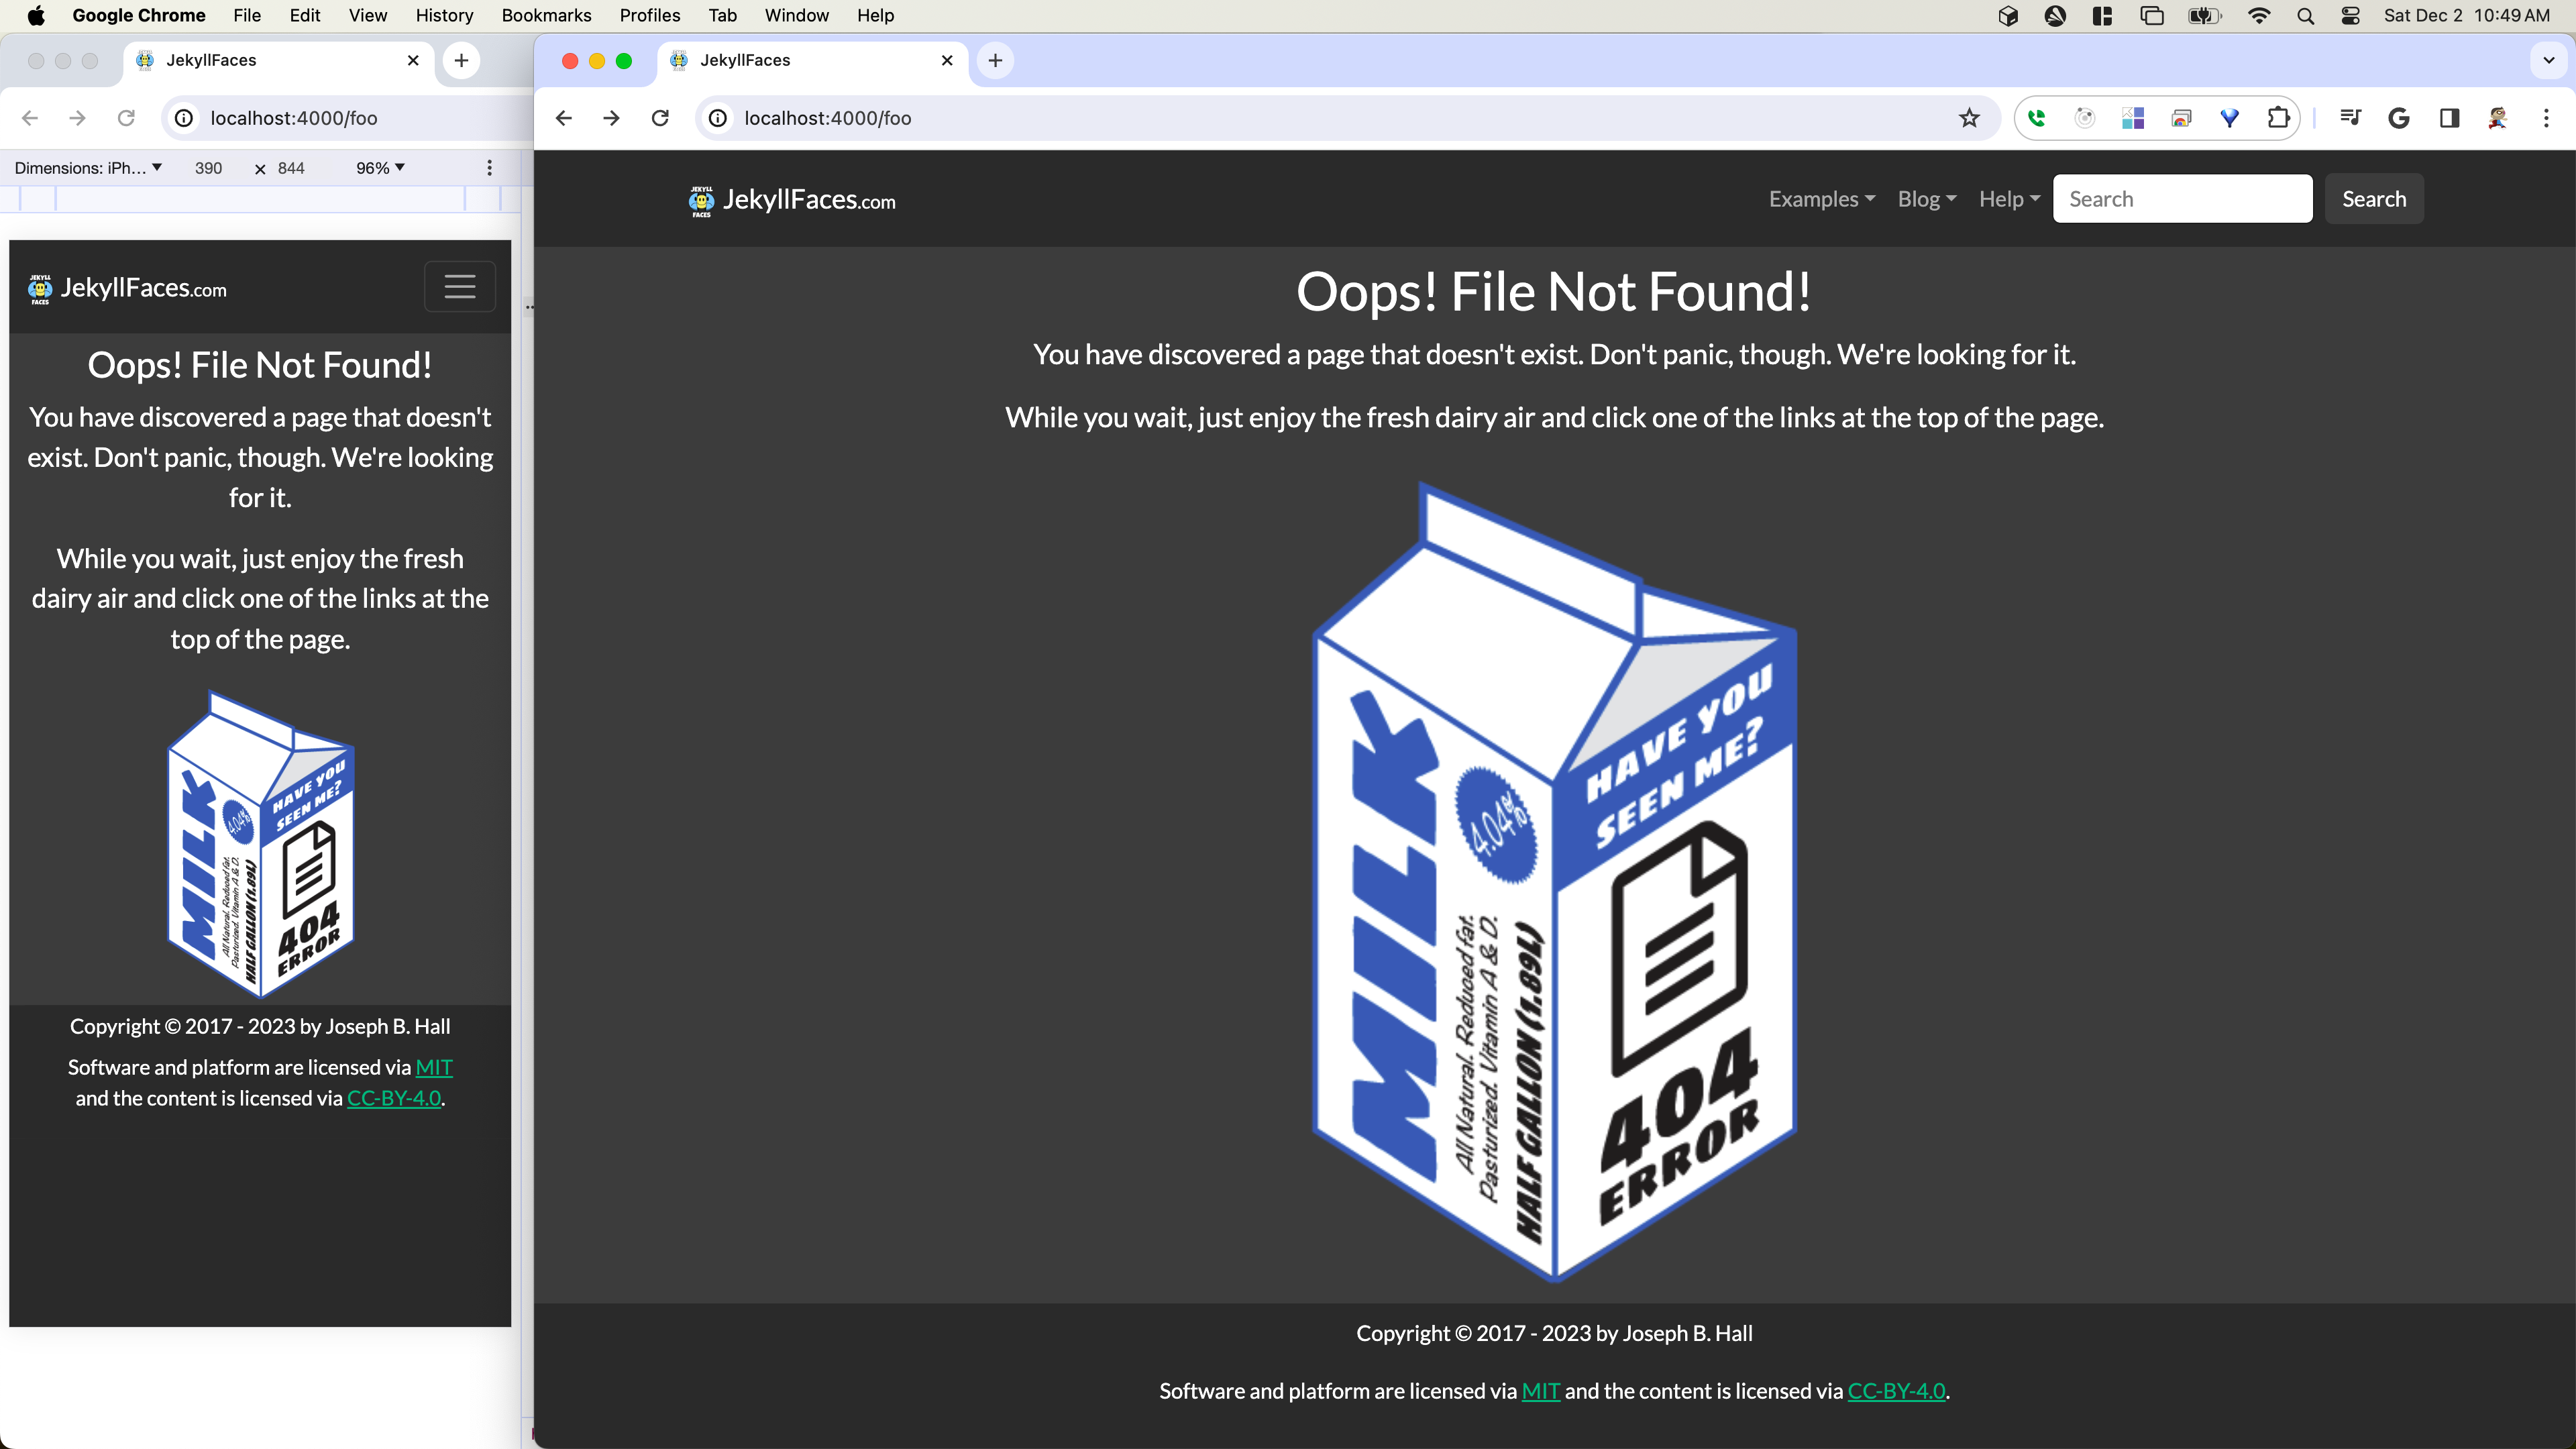 Google Chrome File Edit View History Bookmarks Profiles Tab Window Help
Sat Dec 2 10:49 AM
JekyllFaces
localhost:4000/foo
Dimensions: iPh... 390 × 844 96%
JEKYLL
FACES
JekyllFaces.com
Oops! File Not Found!
You have discovered a page that doesn't
exist. Don't panic, though. We're looking
for it.
While you wait, just enjoy the fresh
dairy air and click one of the links at the
top of the page.
MILK
4.04%
All Natural. Reduced fat.
Pasturized. Vitamin A & D.
HALF GALLON (1.89L)
HAVE YOU
SEEN ME?
404
ERROR
Copyright © 2017 - 2023 by Joseph B. Hall
Software and platform are licensed via MIT
and the content is licensed via CC-BY-4.0.
JekyllFaces
localhost:4000/foo
JEKYLL
FACES
JekyllFaces.com
Examples Blog Help Search Search
Oops! File Not Found!
You have discovered a page that doesn't exist. Don't panic, though. We're looking for it.
While you wait, just enjoy the fresh dairy air and click one of the links at the top of the page.
MILK
4.04%
All Natural. Reduced fat.
Pasturized. Vitamin A & D.
HALF GALLON (1.89L)
HAVE YOU
SEEN ME?
404
ERROR
Copyright © 2017 - 2023 by Joseph B. Hall
Software and platform are licensed via MIT and the content is licensed via CC-BY-4.0.